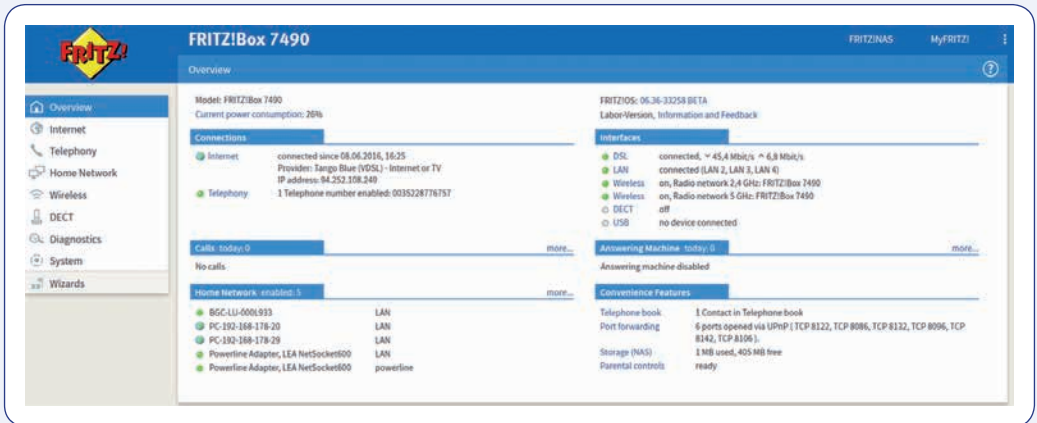 FRITZ!
FRITZ!Box 7490
FRITZ!NAS
MyFRITZ!
Overview
Overview
Internet
Telephony
Home Network
Wireless
DECT
Diagnostics
System
Wizards
Model: FRITZ!Box 7490
Current power consumption: 26%
FRITZ!OS: 06.36-33258 BETA
Labor-Version, Information and Feedback
Connections
Internet connected since 08.06.2016, 16:25
Provider: Tango Blue (VDSL) - Internet or TV
IP address: 94.252.108.240
Telephony 1 Telephone number enabled: 0035228776757
Interfaces
DSL connected, 45,4 Mbit/s 6,8 Mbit/s
LAN connected (LAN 2, LAN 3, LAN 4)
Wireless on, Radio network 2,4 GHz: FRITZ!Box 7490
Wireless on, Radio network 5 GHz: FRITZ!Box 7490
DECT off
USB no device connected
Calls today: 0 more...
No calls
Answering Machine today: 0 more...
Answering machine disabled
Home Network enabled: 5 more...
BGC-LU-000L933 LAN
PC-192-168-178-20 LAN
PC-192-168-178-29 LAN
Powerline Adapter, LEA NetSocket600 LAN
Powerline Adapter, LEA NetSocket600 powerline
Convenience Features
Telephone book 1 Contact in Telephone book
Port forwarding 6 ports opened via UPnP ( TCP 8122, TCP 8086, TCP 8132, TCP 8096, TCP
8142, TCP 8106 ).
Storage (NAS) 1 MB used, 405 MB free
Parental controls ready